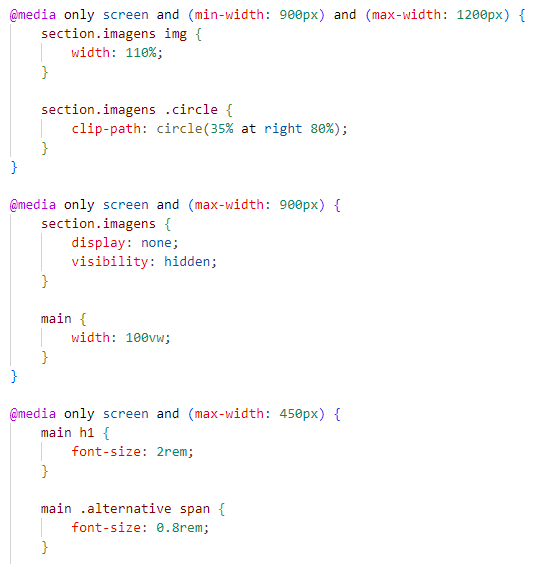 @media only screen and (min-width: 900px) and (max-width: 1200px) {
    section.imagens img {
        width: 110%;
    }

    section.imagens .circle {
        clip-path: circle(35% at right 80%);
    }
}

@media only screen and (max-width: 900px) {
    section.imagens {
        display: none;
        visibility: hidden;
    }

    main {
        width: 100vw;
    }
}

@media only screen and (max-width: 450px) {
    main h1 {
        font-size: 2rem;
    }

    main .alternative span {
        font-size: 0.8rem;
    }